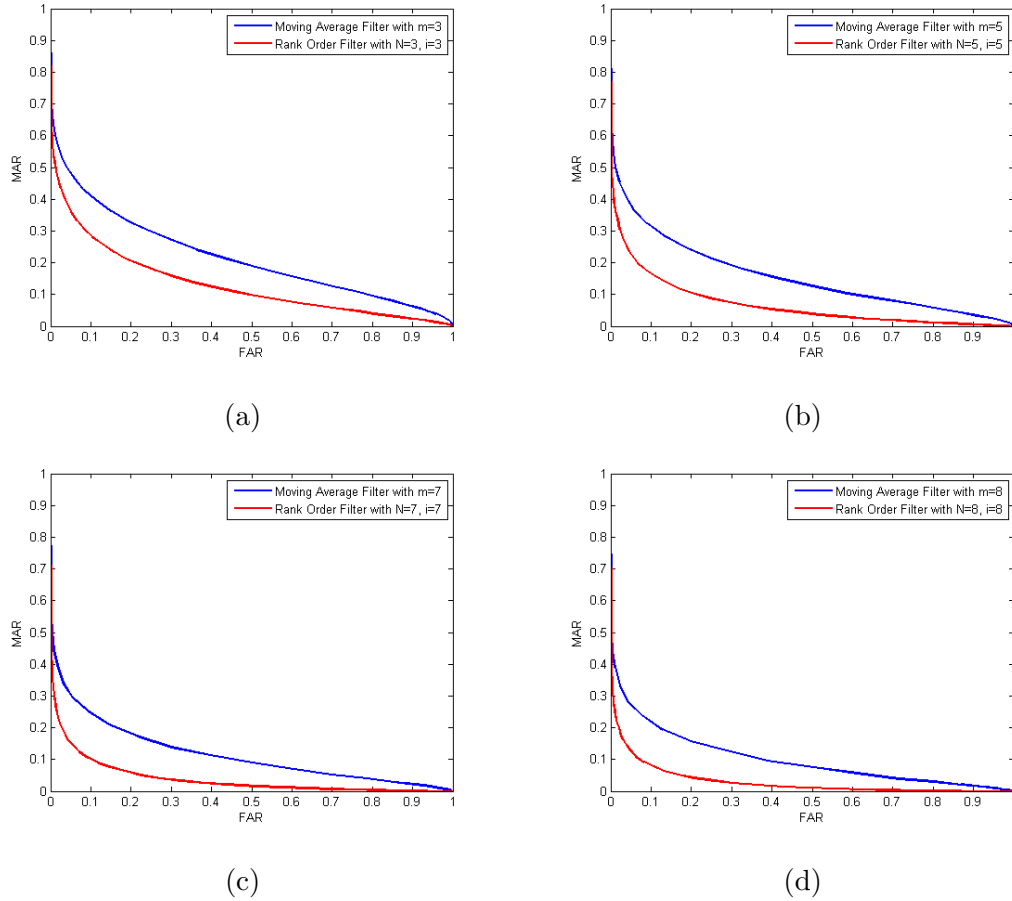 1
0.9
0.8
0.7
0.6
0.5
0.4
0.3
0.2
0.1
0
MAR
Moving Average Filter with m=3
Rank Order Filter with N=3, i=3
0 0.1 0.2 0.3 0.4 0.5 0.6 0.7 0.8 0.9 1
FAR
(a)
1
0.9
0.8
0.7
0.6
0.5
0.4
0.3
0.2
0.1
0
MAR
Moving Average Filter with m=5
Rank Order Filter with N=5, i=5
0 0.1 0.2 0.3 0.4 0.5 0.6 0.7 0.8 0.9
FAR
(b)
1
0.9
0.8
0.7
0.6
0.5
0.4
0.3
0.2
0.1
0
MAR
Moving Average Filter with m=7
Rank Order Filter with N=7, i=7
0 0.1 0.2 0.3 0.4 0.5 0.6 0.7 0.8 0.9 1
FAR
(c)
1
0.9
0.8
0.7
0.6
0.5
0.4
0.3
0.2
0.1
0
MAR
Moving Average Filter with m=8
Rank Order Filter with N=8, i=8
0 0.1 0.2 0.3 0.4 0.5 0.6 0.7 0.8 0.9
FAR
(d)